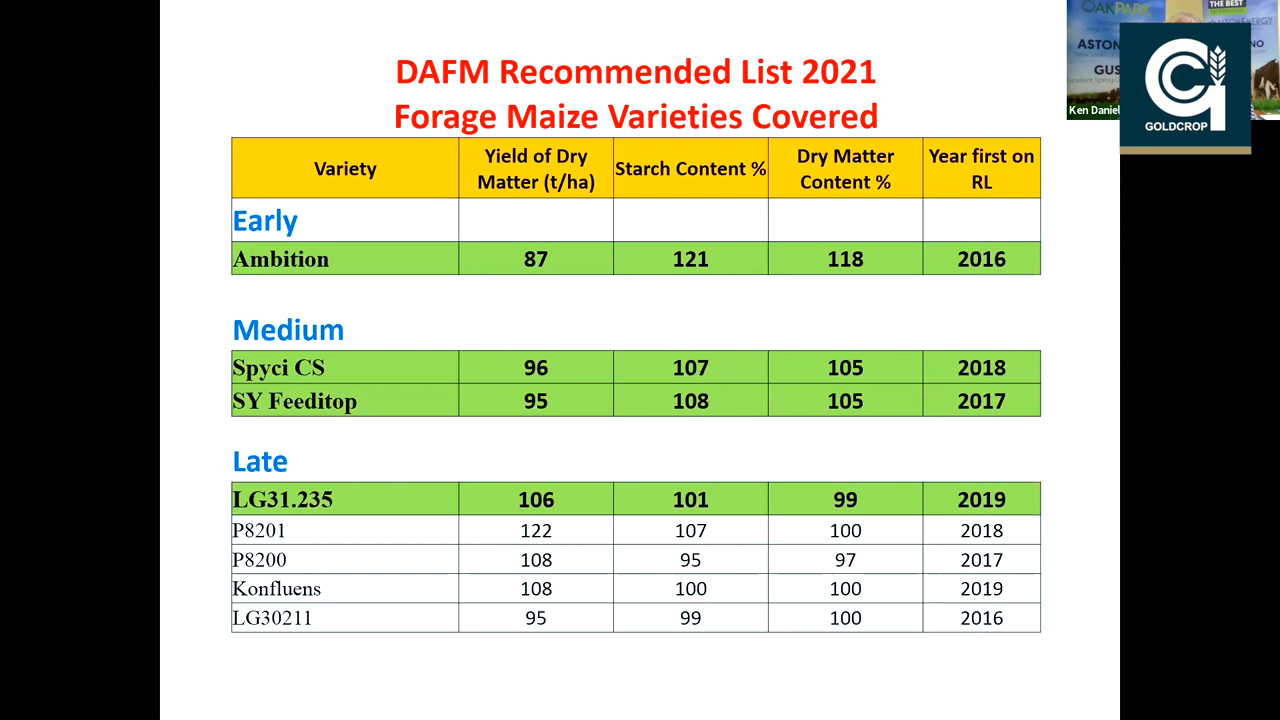 OAKPARK
THE BEST
ASTON
GUS
Ken Daniel
GOLDCROP
DAFM Recommended List 2021
Forage Maize Varieties Covered
Variety Yield of Dry Matter (t/ha) Starch Content % Dry Matter Content % Year first on RL
Early
Ambition 87 121 118 2016
Medium
Spyci CS 96 107 105 2018
SY Feeditop 95 108 105 2017
Late
LG31.235 106 101 99 2019
P8201 122 107 100 2018
P8200 108 95 97 2017
Konfluens 108 100 100 2019
LG30211 95 99 100 2016